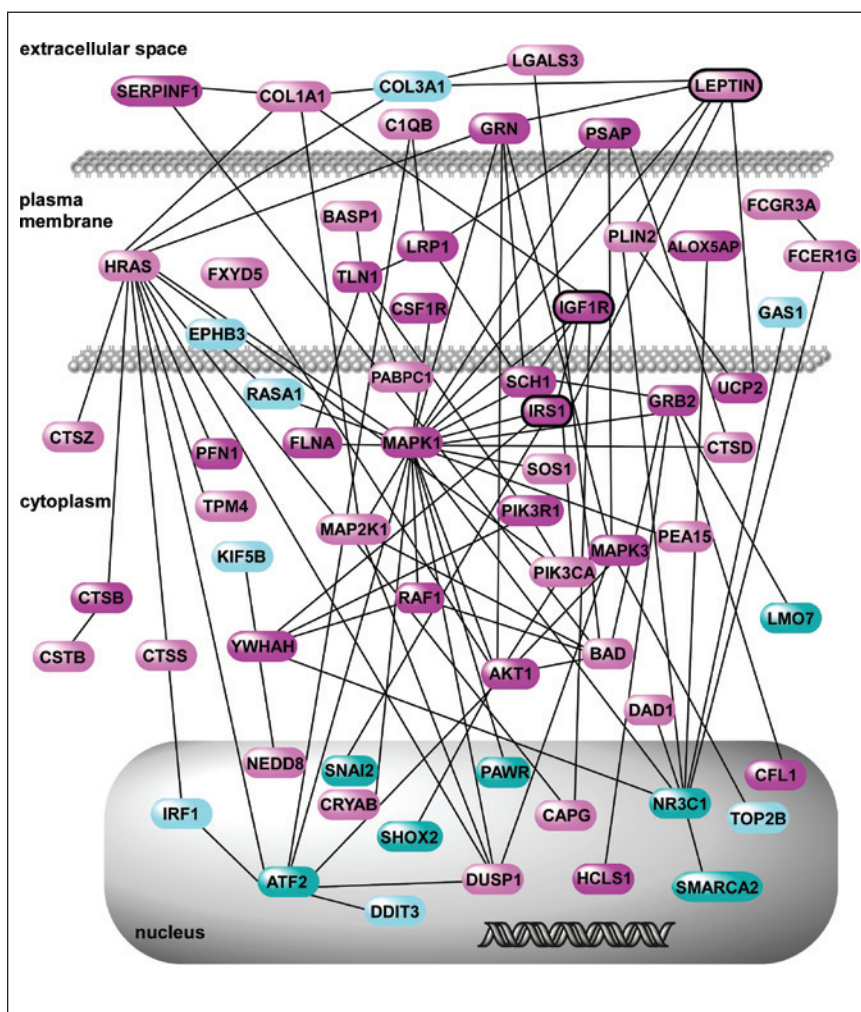 extracellular space
LGALS3
SERPINF1
COL1A1
COL3A1
LEPTIN
C1QB
GRN
PSAP
plasma
membrane
BASP1
FCGR3A
PLIN2
LRP1
ALOX5AP
HRAS
FXYD5
TLN1
FCER1G
CSF1R
IGF1R
GAS1
EPHB3
PABPC1
RASA1
SCH1
UCP2
GRB2
IRS1
CTSZ
PFN1
FLNA
MAPK1
CTSD
SOS1
cytoplasm
TPM4
PIK3R1
MAP2K1
PEA15
KIF5B
MAPK3
PIK3CA
CTSB
RAF1
LMO7
CSTB
CTSS
YWHAH
BAD
AKT1
DAD1
NEDD8
SNAI2
PAWR
CFL1
CRYAB
NR3C1
IRF1
CAPG
TOP2B
SHOX2
ATF2
DUSP1
HCLS1
SMARCA2
DDIT3
nucleus